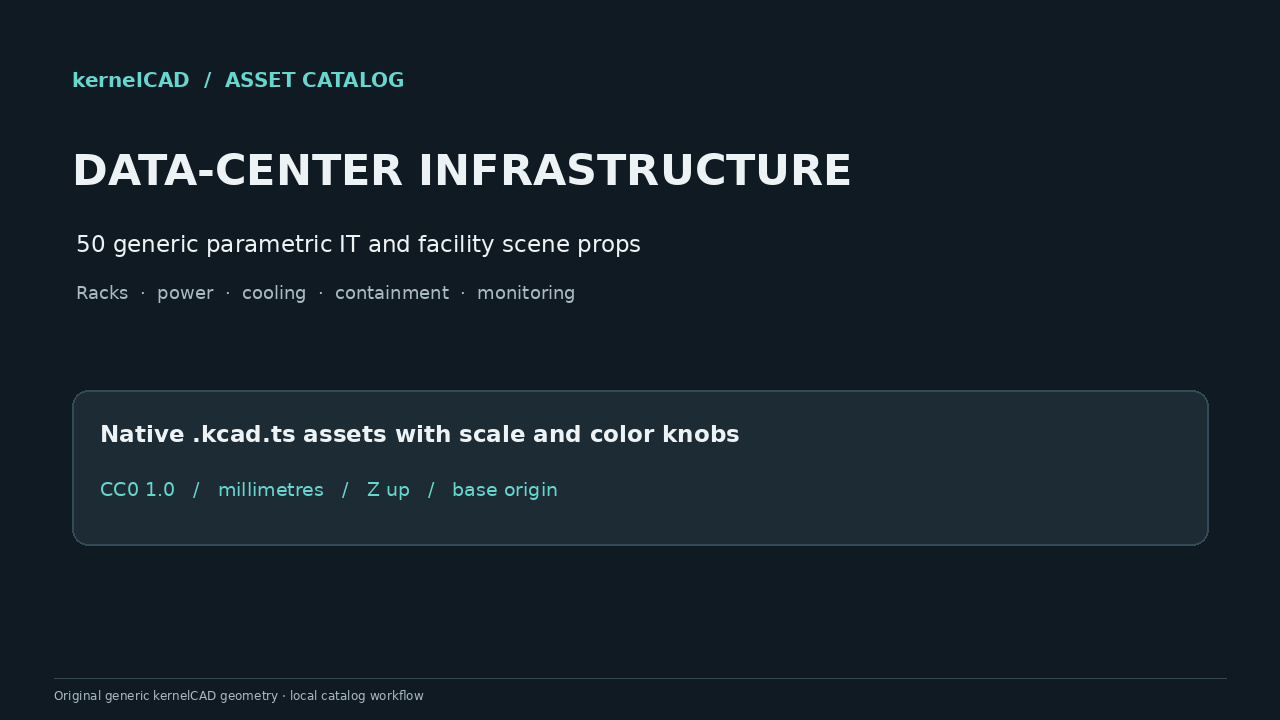 kernelCAD / ASSET CATALOG
DATA-CENTER INFRASTRUCTURE
50 generic parametric IT and facility scene props
Racks · power · cooling · containment · monitoring
Native .kcad.ts assets with scale and color knobs
CC0 1.0 / millimetres / Z up / base origin
Original generic kernelCAD geometry · local catalog workflow